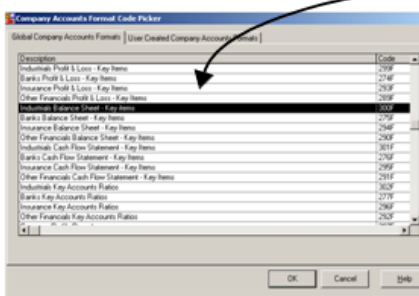 Company Accounts Format Code Picker
Global Company Accounts Formats User Created Company Accounts Formats
Description Code
Industrials Profit & Loss - Key Items 299F
Banks Profit & Loss - Key Items 274F
Insurance Profit & Loss - Key Items 293F
Other Financials Profit & Loss - Key Items 289F
Industrials Balance Sheet - Key items 300F
Banks Balance Sheet - Key Items 275F
Insurance Balance Sheet - Key Items 294F
Other Financials Balance Sheet - Key Items 290F
Industrials Cash Flow Statement - Key Items 301F
Banks Cash Flow Statement - Key Items 276F
Insurance Cash Flow Statement - Key Items 295F
Other Financials Cash Flow Statement - Key Items 291F
Industrials Key Accounts Ratios 302F
Banks Key Accounts Ratios 277F
Insurance Key Accounts Ratios 296F
Other Financials Key Accounts Ratios 292F
OK Cancel Help